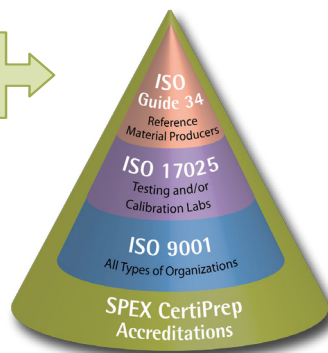 ISO
Guide 34
Reference
Material Producers
ISO 17025
Testing and/or
Calibration Labs
ISO 9001
All Types of Organizations
SPEX CertiPrep
Accreditations